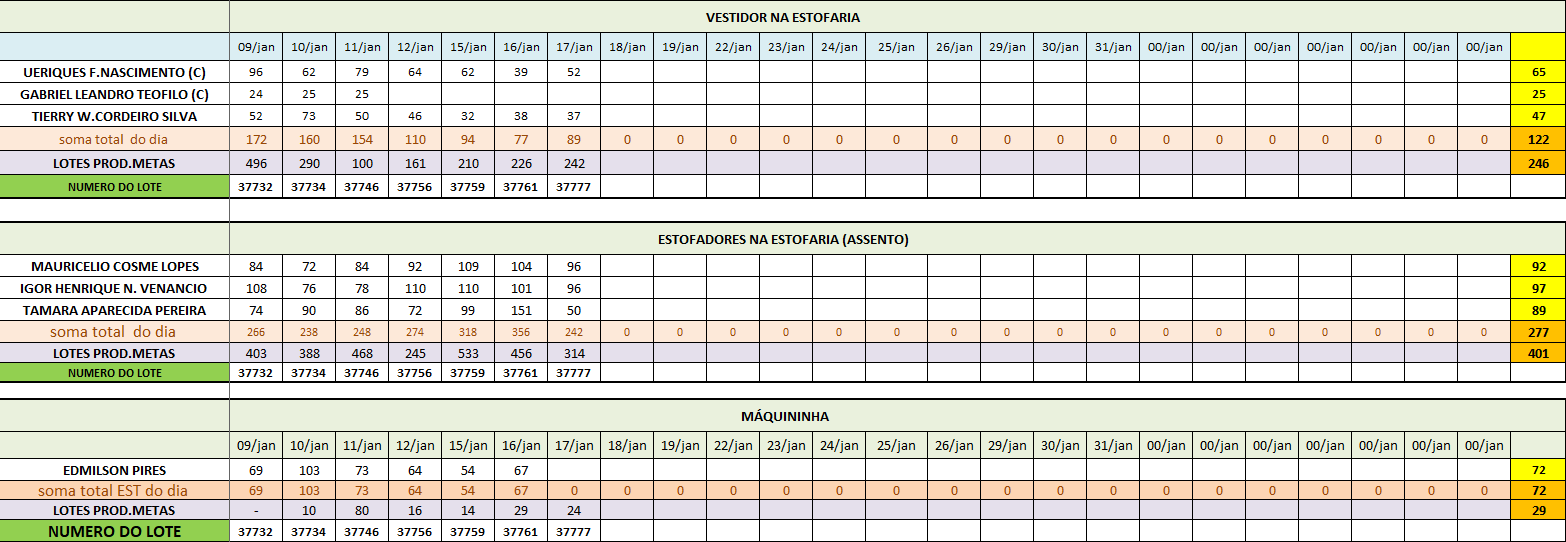 VESTIDOR NA ESTOFARIA
09/jan 10/jan 11/jan 12/jan 15/jan 16/jan 17/jan 18/jan 19/jan 22/jan 23/jan 24/jan 25/jan 26/jan 29/jan 30/jan 31/jan 00/jan 00/jan 00/jan 00/jan 00/jan 00/jan 00/jan
UERIQUES F.NASCIMENTO (C) 96 62 79 64 62 39 52 65
GABRIEL LEANDRO TEOFILO (C) 24 25 25 25
TIERRY W.CORDEIRO SILVA 52 73 50 46 32 38 37 47
soma total do dia 172 160 154 110 94 77 89 0 0 0 0 0 0 0 0 0 0 0 0 0 0 0 0 0 122
LOTES PROD.METAS 496 290 100 161 210 226 242 246
NUMERO DO LOTE 37732 37734 37746 37756 37759 37761 37777
ESTOFADORES NA ESTOFARIA (ASSENTO)
MAURICELIO COSME LOPES 84 72 84 92 109 104 96 92
IGOR HENRIQUE N. VENANCIO 108 76 78 110 110 101 96 97
TAMARA APARECIDA PEREIRA 74 90 86 72 99 151 50 89
soma total do dia 266 238 248 274 318 356 242 0 0 0 0 0 0 0 0 0 0 0 0 0 0 0 0 0 277
LOTES PROD.METAS 403 388 468 245 533 456 314 401
NUMERO DO LOTE 37732 37734 37746 37756 37759 37761 37777
MÁQUININHA
09/jan 10/jan 11/jan 12/jan 15/jan 16/jan 17/jan 18/jan 19/jan 22/jan 23/jan 24/jan 25/jan 26/jan 29/jan 30/jan 31/jan 00/jan 00/jan 00/jan 00/jan 00/jan 00/jan 00/jan
EDMILSON PIRES 69 103 73 64 54 67 72
soma total EST do dia 69 103 73 64 54 67 0 0 0 0 0 0 0 0 0 0 0 0 0 0 0 0 0 0 72
LOTES PROD.METAS - 10 80 16 14 29 24 29
NUMERO DO LOTE 37732 37734 37746 37756 37759 37761 37777